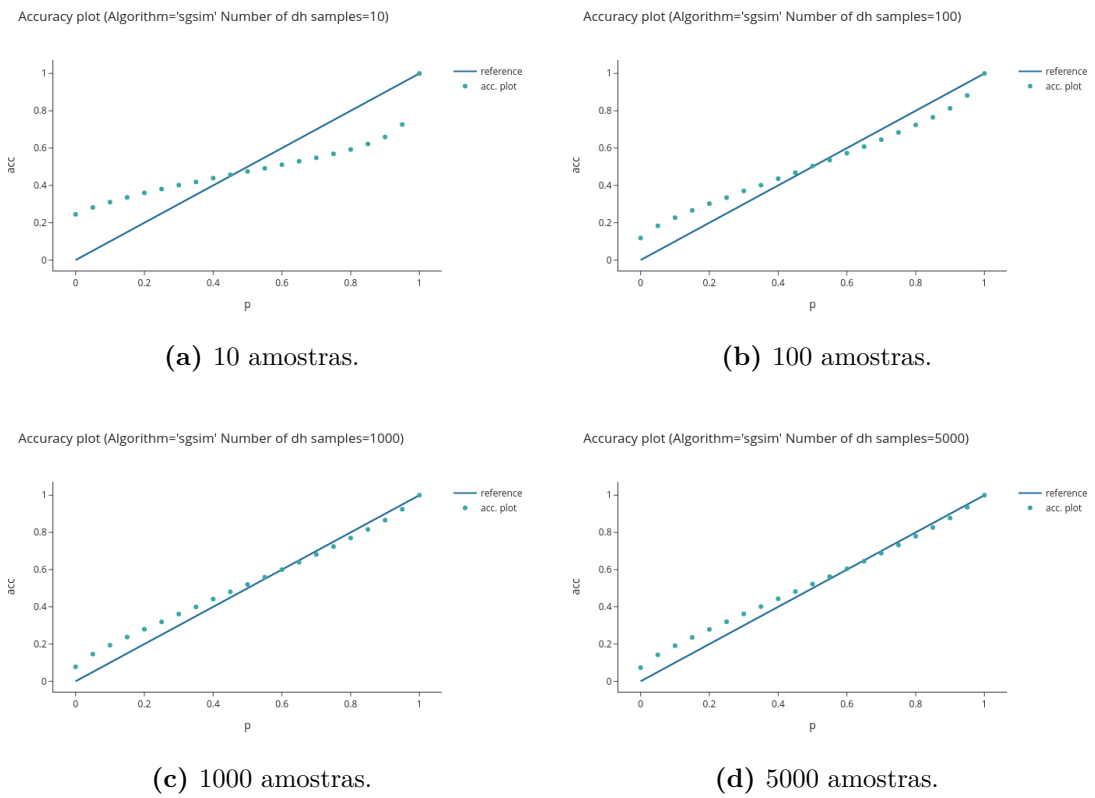 Accuracy plot (Algorithm='sgsim' Number of dh samples=10)
1
0.8
0.6
0.4
0.2
0
acc
0
0.2
0.4
0.6
0.8
1
p
reference
acc. plot
(a) 10 amostras.
Accuracy plot (Algorithm='sgsim' Number of dh samples=100)
1
0.8
0.6
0.4
0.2
0
acc
0
0.2
0.4
0.6
0.8
1
p
reference
acc. plot
(b) 100 amostras.
Accuracy plot (Algorithm='sgsim' Number of dh samples=1000)
1
0.8
0.6
0.4
0.2
0
acc
0
0.2
0.4
0.6
0.8
1
p
reference
acc. plot
(c) 1000 amostras.
Accuracy plot (Algorithm='sgsim' Number of dh samples=5000)
1
0.8
0.6
0.4
0.2
0
acc
0
0.2
0.4
0.6
0.8
1
p
reference
acc. plot
(d) 5000 amostras.